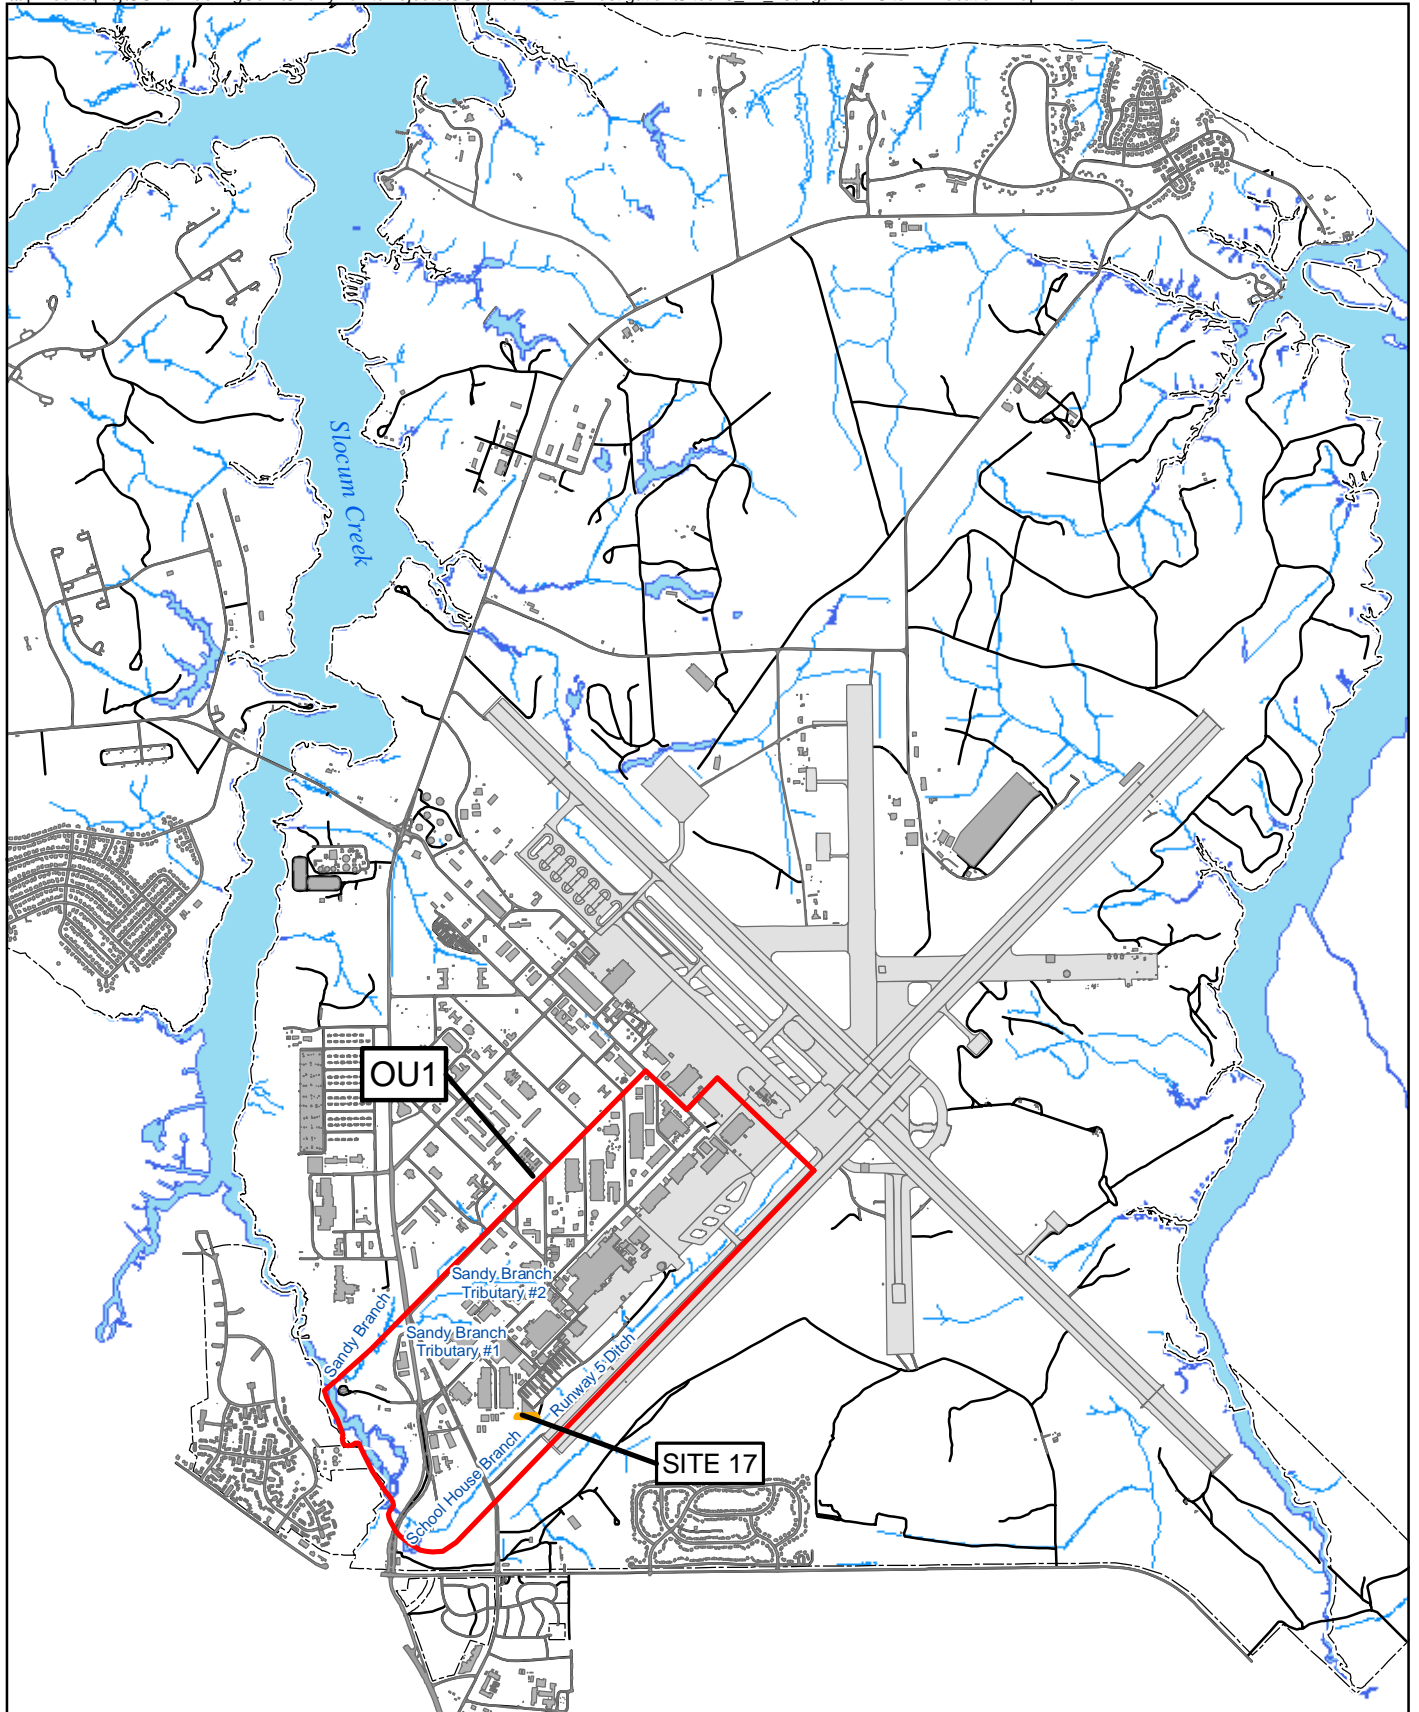 Slocum Creek
OU1
Sandy Branch
Tributary #2
Sandy Branch
Sandy Branch
Tributary #1
Runway 5 Ditch
School House Branch
SITE 17